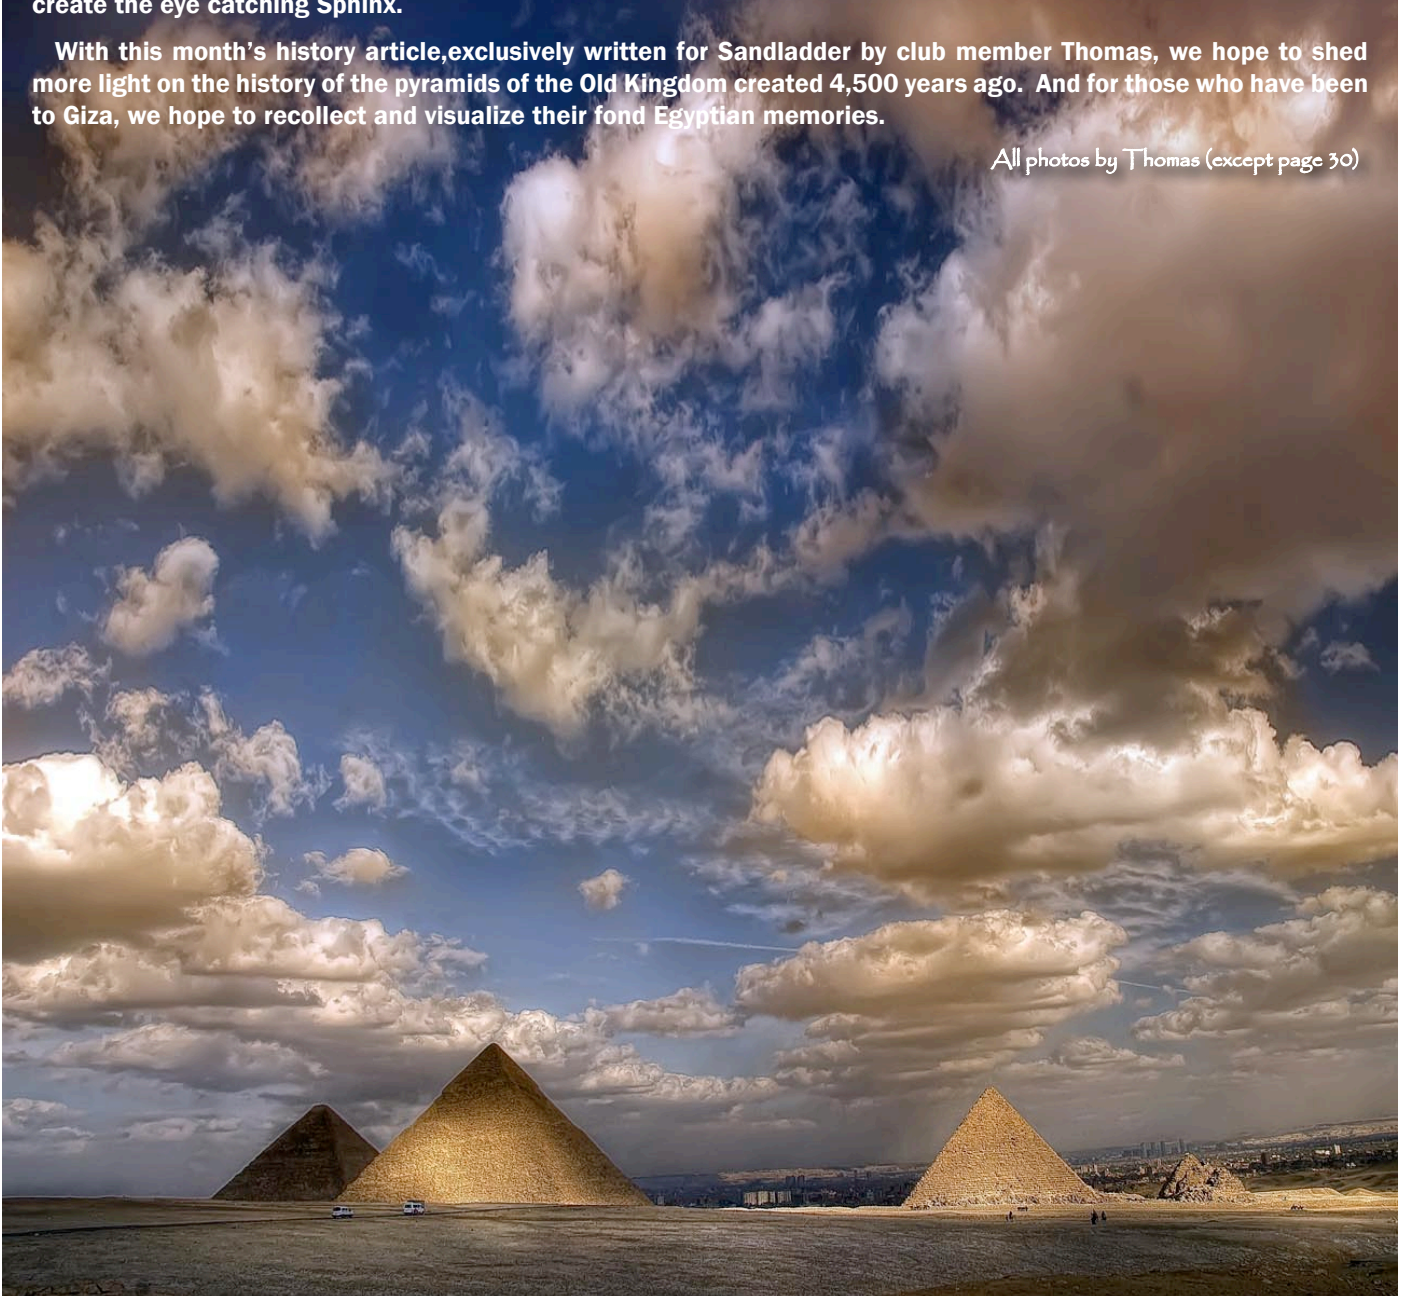 create the eye catching Sphinx.
With this month’s history article,exclusively written for Sandladder by club member Thomas, we hope to shed
more light on the history of the pyramids of the Old Kingdom created 4,500 years ago. And for those who have been
to Giza, we hope to recollect and visualize their fond Egyptian memories.
All photos by Thomas (except page 30)